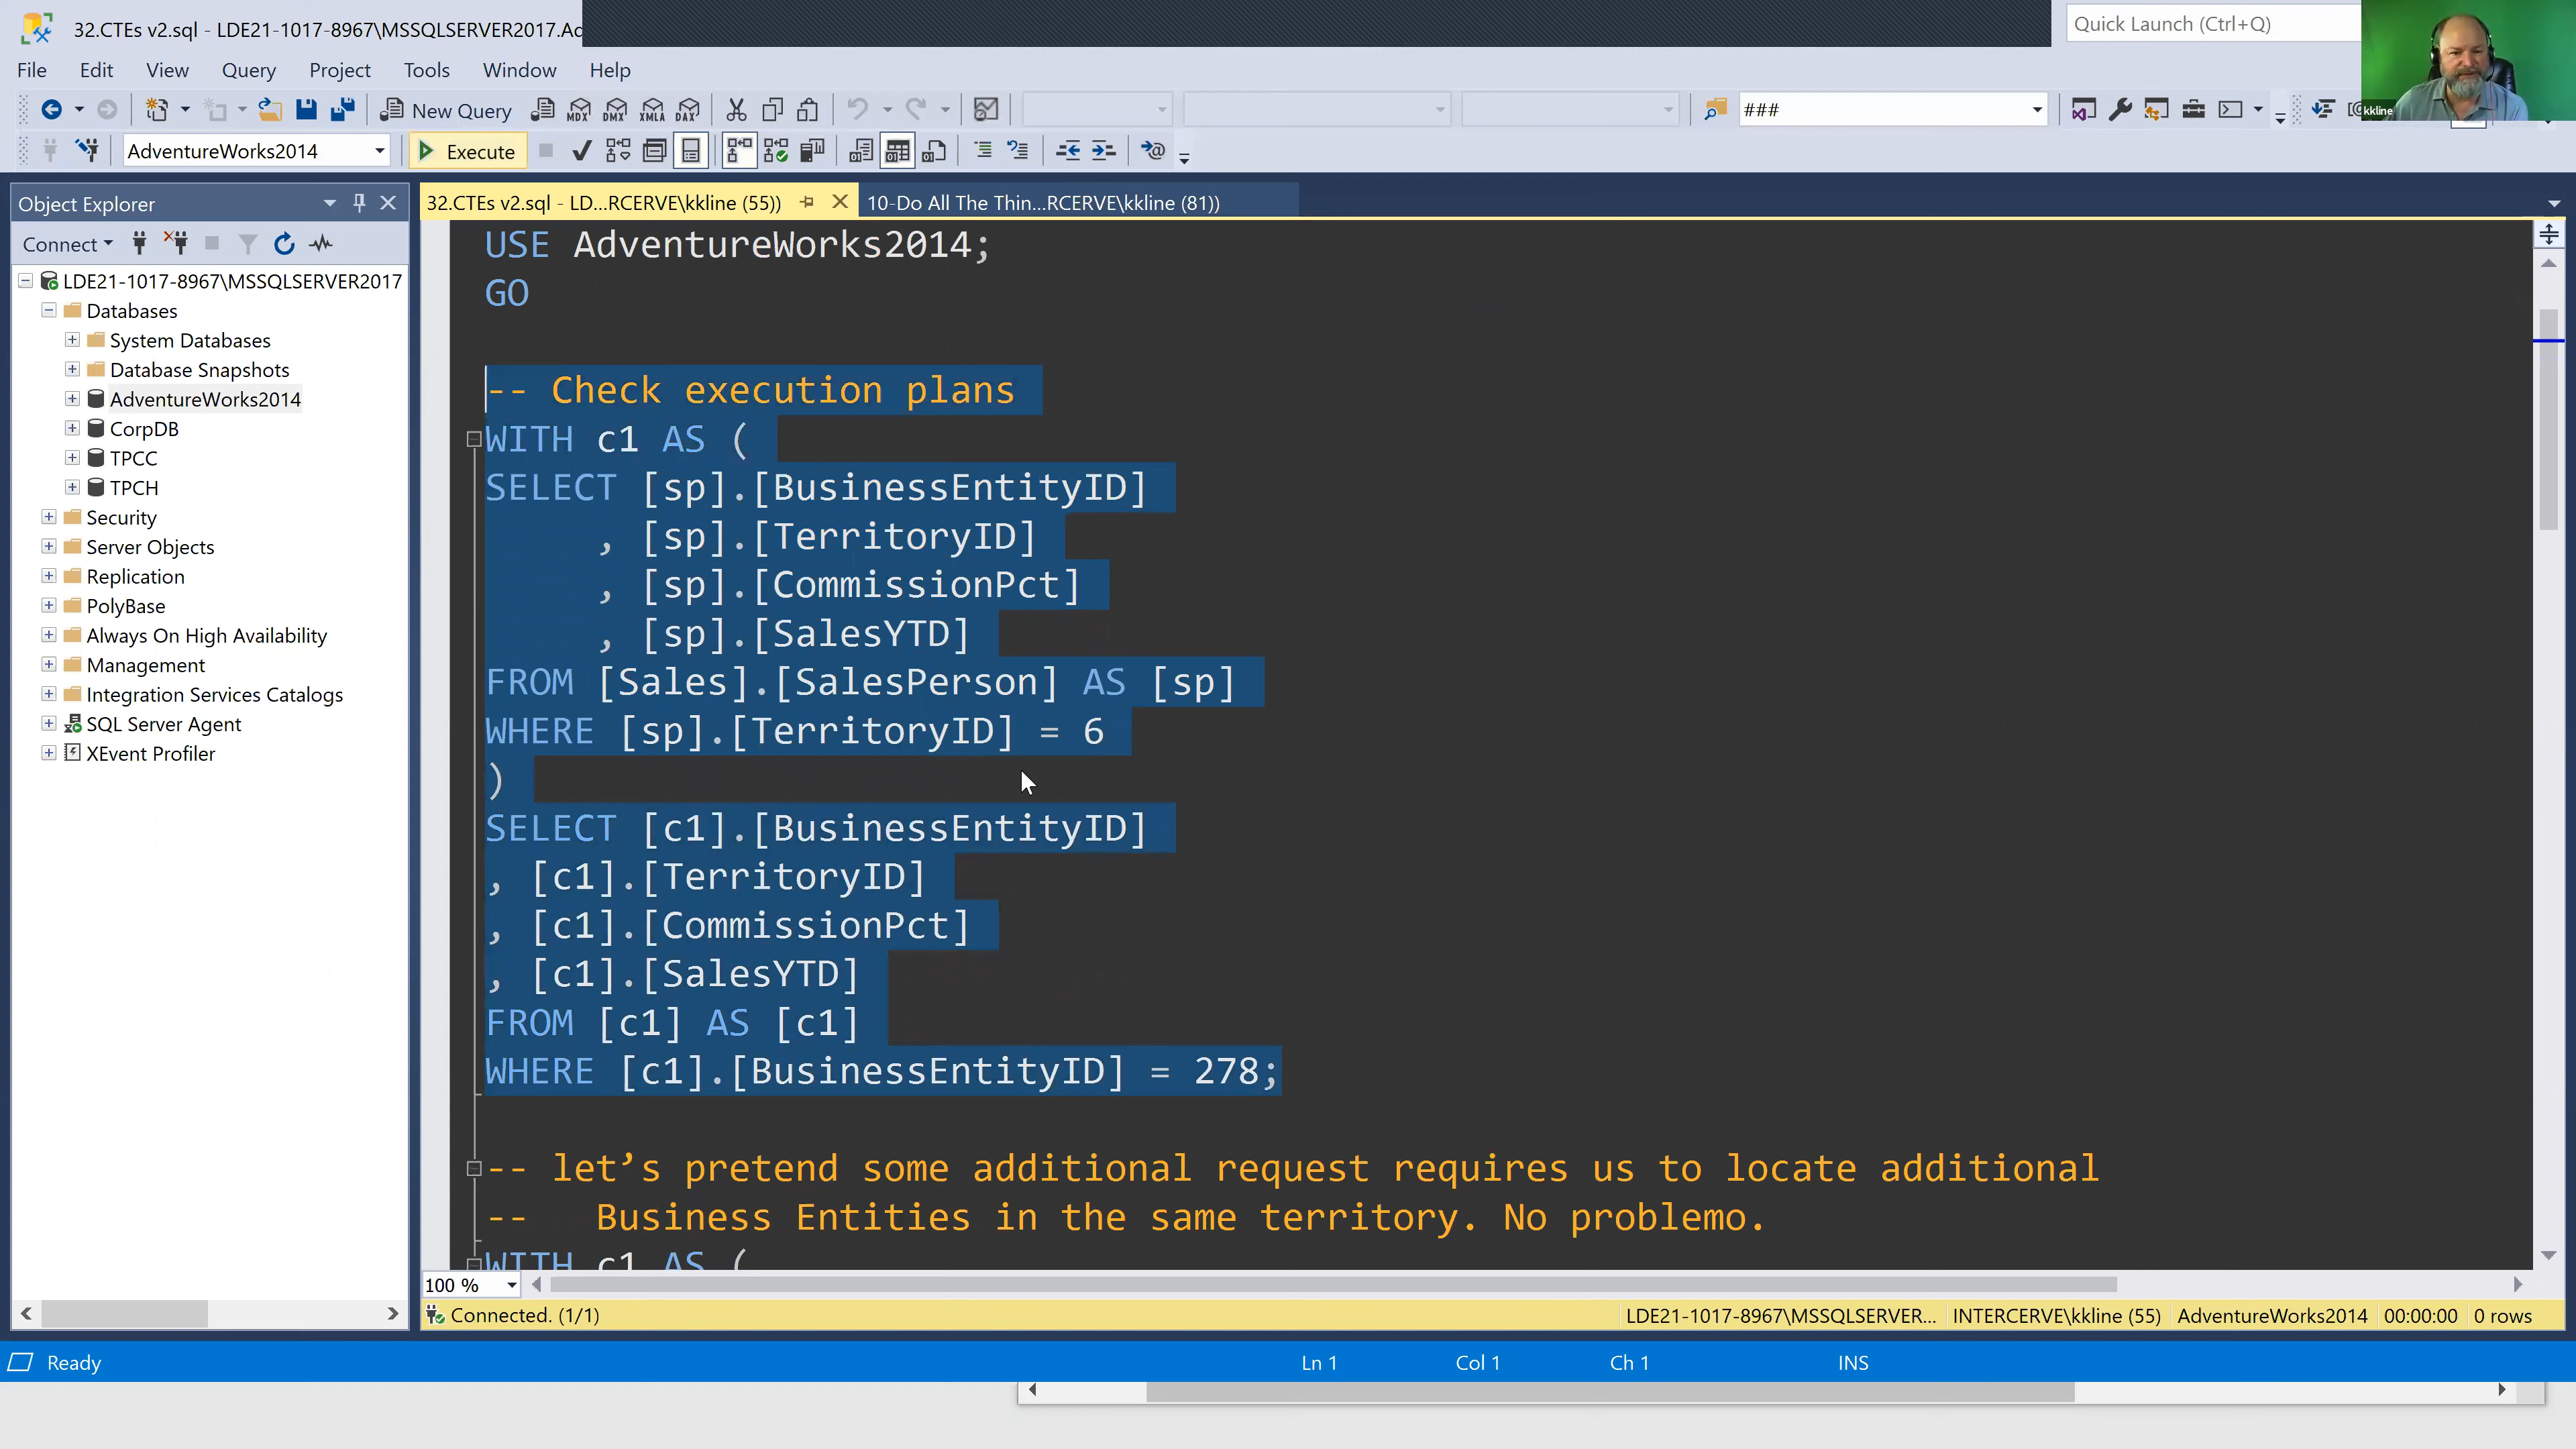 32.CTEs v2.sql - LDE21-1017-8967\MSSQLSERVER2017.Ad
Quick Launch (Ctrl+Q)
File Edit View Query Project Tools Window Help
New Query MDX DMX XMLA DAX ###
kkline
AdventureWorks2014 Execute
Object Explorer
32.CTEs v2.sql - LD...RCERVE\kkline (55)) 10-Do All The Thin...RCERVE\kkline (81))
Connect
LDE21-1017-8967\MSSQLSERVER2017
Databases
System Databases
Database Snapshots
AdventureWorks2014
CorpDB
TPCC
TPCH
Security
Server Objects
Replication
PolyBase
Always On High Availability
Management
Integration Services Catalogs
SQL Server Agent
XEvent Profiler
USE AdventureWorks2014;
GO
-- Check execution plans
WITH c1 AS (
SELECT [sp].[BusinessEntityID]
, [sp].[TerritoryID]
, [sp].[CommissionPct]
, [sp].[SalesYTD]
FROM [Sales].[SalesPerson] AS [sp]
WHERE [sp].[TerritoryID] = 6
)
SELECT [c1].[BusinessEntityID]
, [c1].[TerritoryID]
, [c1].[CommissionPct]
, [c1].[SalesYTD]
FROM [c1] AS [c1]
WHERE [c1].[BusinessEntityID] = 278;
-- let’s pretend some additional request requires us to locate additional
-- Business Entities in the same territory. No problemo.
WITH c1 AS (
100 %
Connected. (1/1) LDE21-1017-8967\MSSQLSERVER... INTERCERVE\kkline (55) AdventureWorks2014 00:00:00 0 rows
Ready Ln 1 Col 1 Ch 1 INS